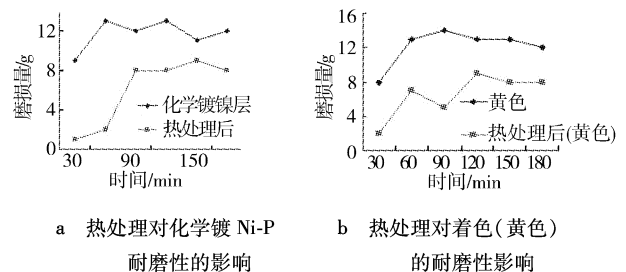 磨损量/g
12
8
4
0
化学镀镍层
热处理后
30 90 150
时间/min
a 热处理对化学镀 Ni-P
耐磨性的影响
磨损量/g
16
12
8
4
0
黄色
热处理后(黄色)
30 60 90 120 150 180
时间/min
b 热处理对着色(黄色)
的耐磨性影响